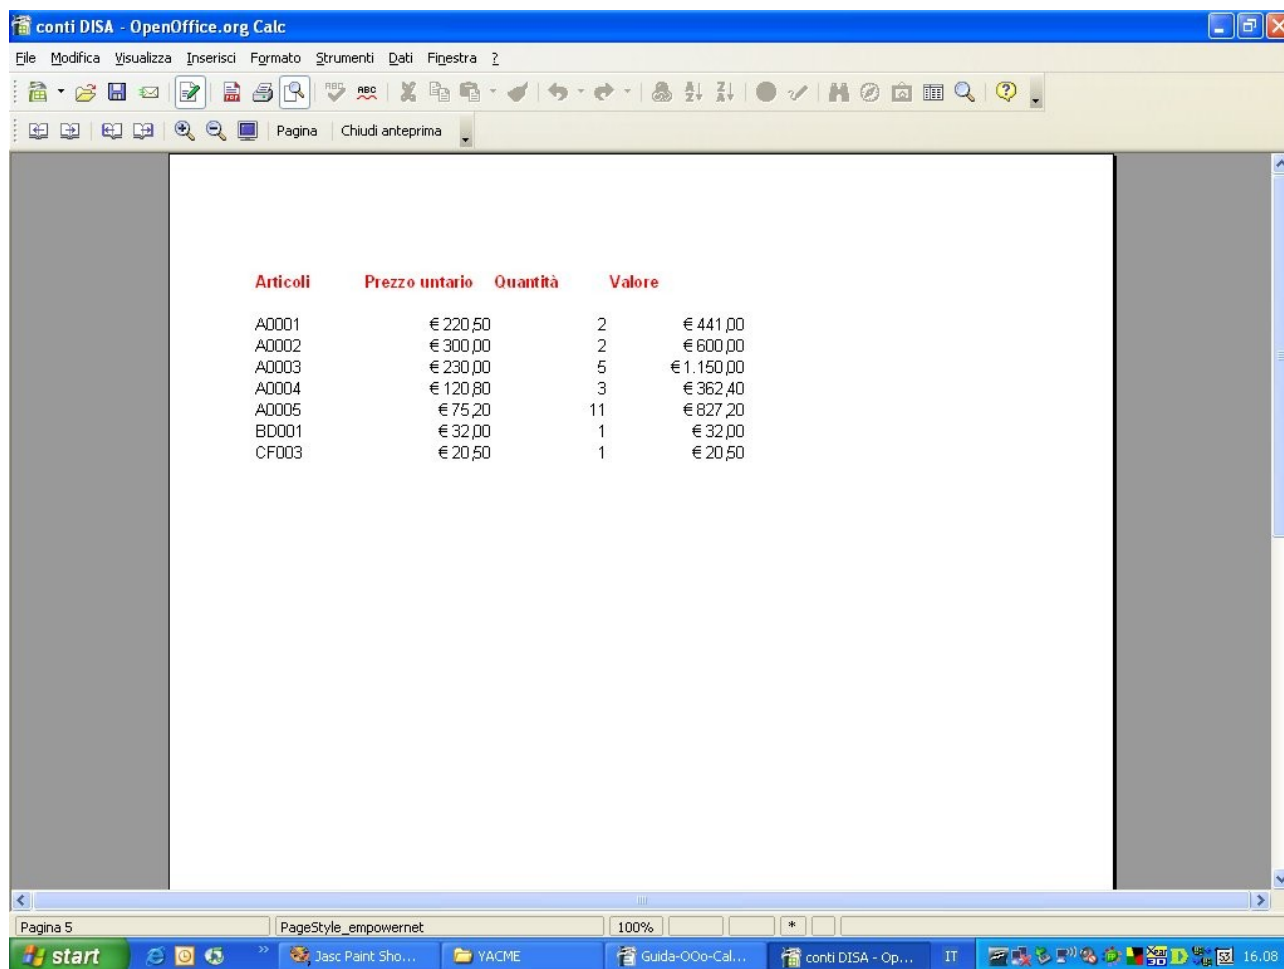 conti DISA - OpenOffice.org Calc
File Modifica Visualizza Inserisci Formato Strumenti Dati Finestra ?
Pagina Chiudi anteprima
Articoli Prezzo untario Quantità Valore
A0001 € 220,50 2 € 441,00
A0002 € 300,00 2 € 600,00
A0003 € 230,00 5 € 1.150,00
A0004 € 120,80 3 € 362,40
A0005 € 75,20 11 € 827,20
BD001 € 32,00 1 € 32,00
CF003 € 20,50 1 € 20,50
Pagina 5 PageStyle_empowernet 100% *
start Jasc Paint Sho... YACME Guida-OOo-Cal... conti DISA - Op... IT 16.08